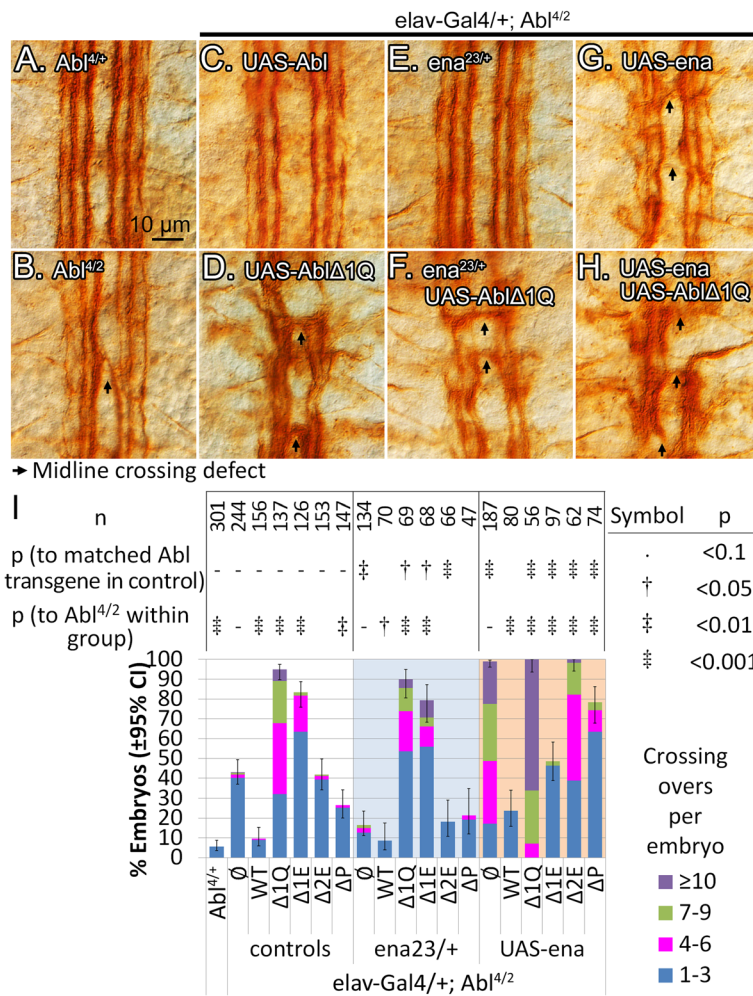 elav-Gal4/+; Abl4/2
A. Abl4/+
C. UAS-Abl
E. ena23/+
G. UAS-ena
10 µm
B. Abl4/2
D. UAS-AblΔ1Q
F. ena23/+
UAS-AblΔ1Q
H. UAS-ena
UAS-AblΔ1Q
Midline crossing defect
I
n 301 244 156 137 126 153 147 134 70 69 68 66 47 187 80 56 97 62 74
Symbol p
p (to matched Abl transgene in control) - - - - - - - ‡ † †
p (to Abl4/2 within group) - † -
. <0.1
† <0.05
‡ <0.01
<0.001
% Embryos (±95% CI)
100
90
80
70
60
50
40
30
20
10
0
Abl4/+ Ø WT Δ1Q Δ1E Δ2E ΔP Ø WT Δ1Q Δ1E Δ2E ΔP Ø WT Δ1Q Δ1E Δ2E ΔP
controls ena23/+ UAS-ena
elav-Gal4/+; Abl4/2
Crossing
overs
per
embryo
≥10
7-9
4-6
1-3